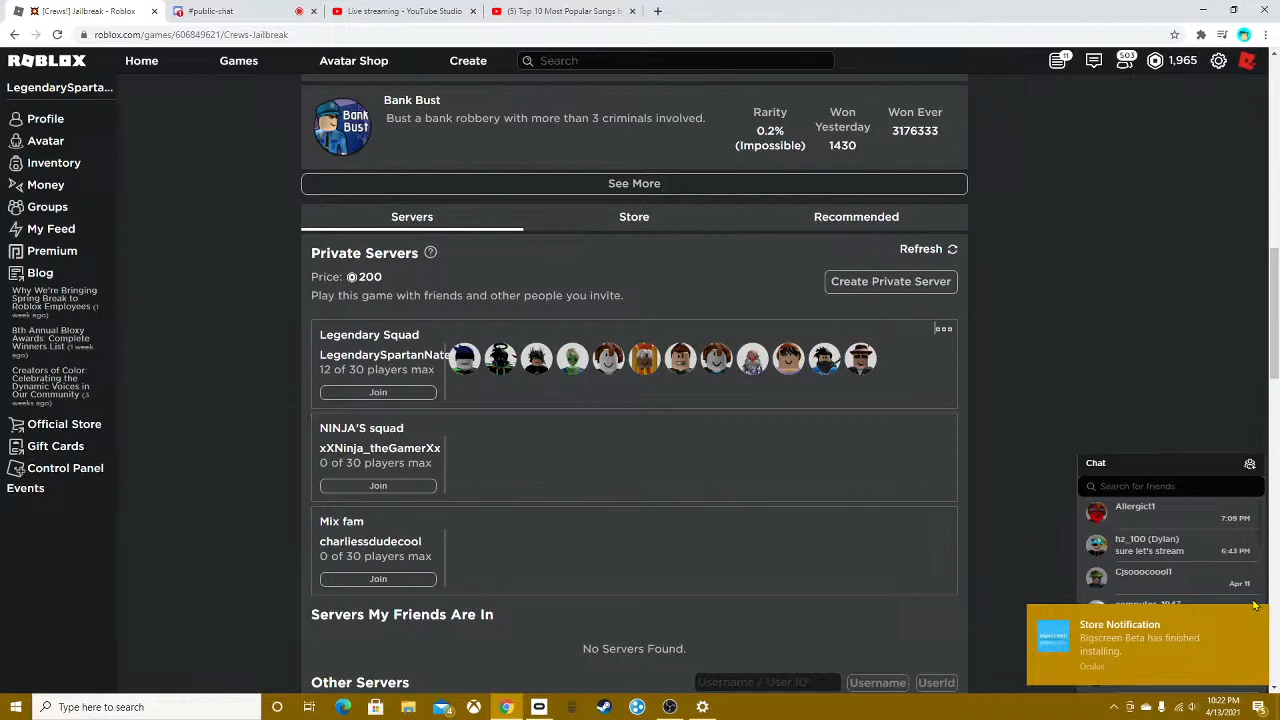 [Crews!] Jailbreak - Roblox
#public-chat
Live streaming - YouTube Studio
(5) Top 10 Most Popular Songs b
roblox.com/games/606849621/Crews-Jailbreak
ROBLOX
Home
Games
Avatar Shop
Create
Search
11
503
1,965
LegendarySparta...
Profile
Avatar
Inventory
Money
Groups
My Feed
Premium
Blog
Why We're Bringing
Spring Break to
Roblox Employees (1
week ago)
8th Annual Bloxy
Awards: Complete
Winners List (1 week
ago)
Creators of Color:
Celebrating the
Dynamic Voices in
Our Community (3
weeks ago)
Official Store
Gift Cards
Control Panel
Events
Bank
Bust
Bank Bust
Bust a bank robbery with more than 3 criminals involved.
Rarity
0.2%
(Impossible)
Won
Yesterday
1430
Won Ever
3176333
See More
Servers
Store
Recommended
Private Servers
Refresh
Price: 200
Create Private Server
Play this game with friends and other people you invite.
Legendary Squad
LegendarySpartanNate
12 of 30 players max
Join
NINJA'S squad
xXNinja_theGamerXx
0 of 30 players max
Join
Mix fam
charliessdudecool
0 of 30 players max
Join
Servers My Friends Are In
No Servers Found.
Other Servers
Username / User ID
Username
UserId
Chat
Search for friends
Allergict1
7:09 PM
hz_100 (Dylan)
sure let's stream
6:43 PM
Cjsooocoool1
Apr 11
Store Notification
Bigscreen Beta has finished
installing.
Oculus
Type here to search
10:22 PM
4/13/2021